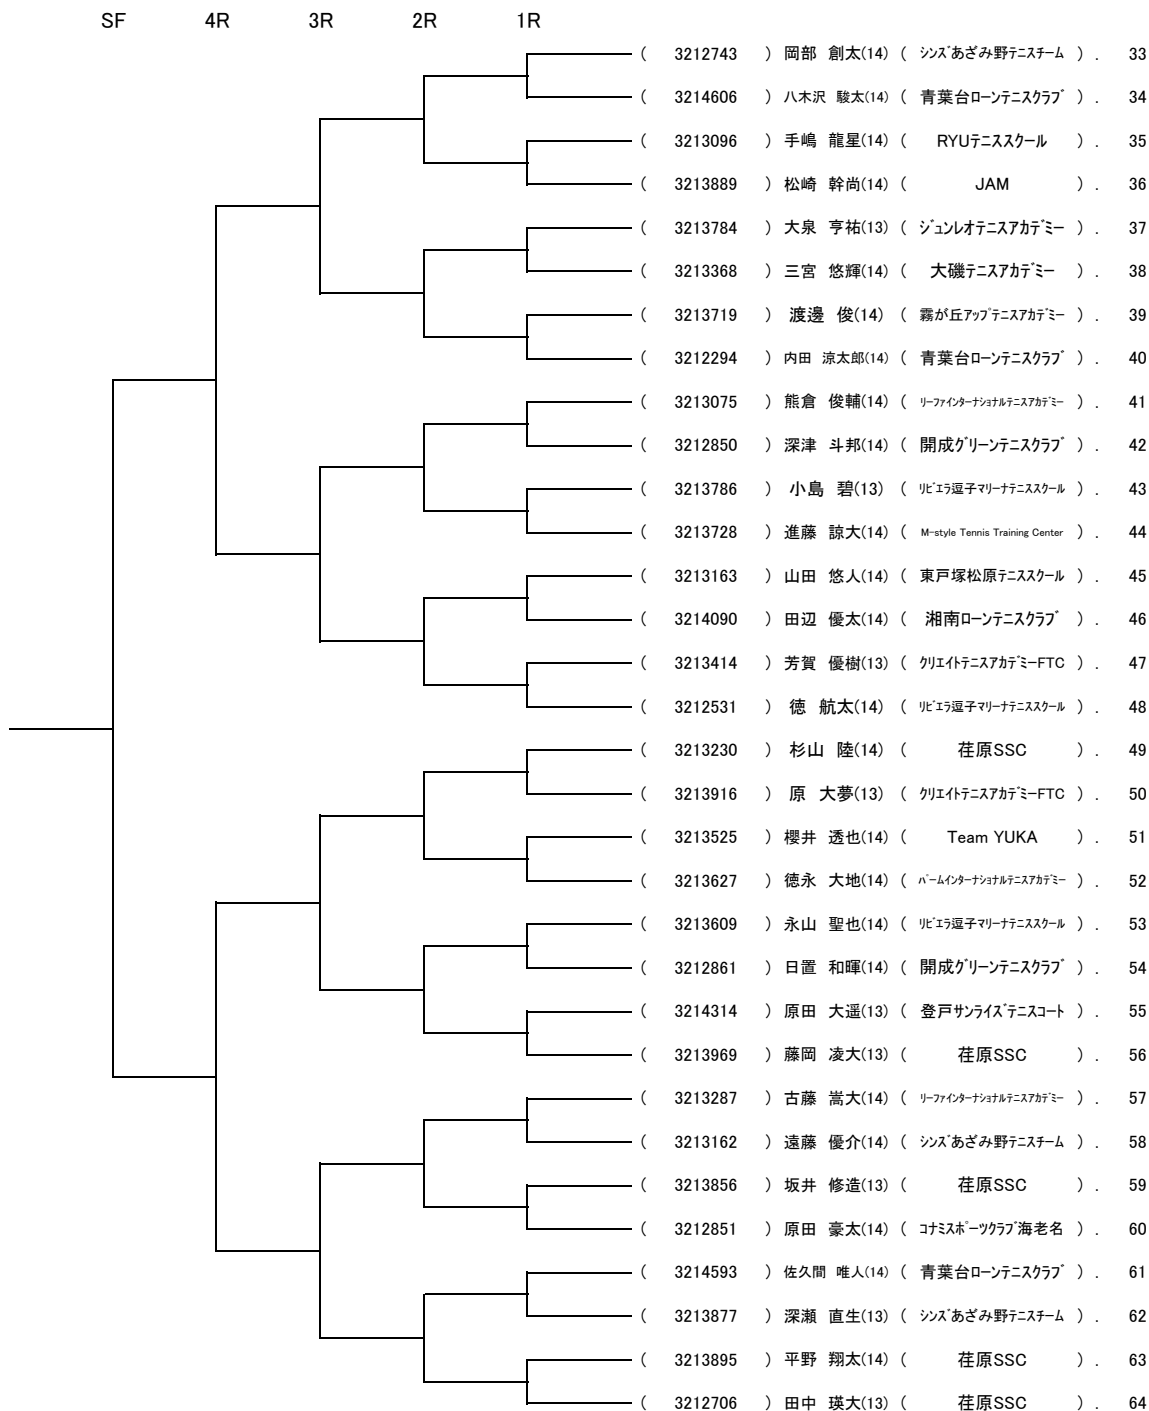 SF 4R 3R 2R 1R
( 3212743 ) 岡部 創太(14) ( シンズあざみ野テニスチーム ) . 33
( 3214606 ) 八木沢 駿太(14) ( 青葉台ローンテニスクラブ ) . 34
( 3213096 ) 手嶋 龍星(14) ( RYUテニススクール ) . 35
( 3213889 ) 松崎 幹尚(14) ( JAM ) . 36
( 3213784 ) 大泉 亨祐(13) ( ジュンレオテニスアカデミー ) . 37
( 3213368 ) 三宮 悠輝(14) ( 大磯テニスアカデミー ) . 38
( 3213719 ) 渡邊 俊(14) ( 霧が丘アップテニスアカデミー ) . 39
( 3212294 ) 内田 涼太郎(14) ( 青葉台ローンテニスクラブ ) . 40
( 3213075 ) 熊倉 俊輔(14) ( リーファインターナショナルテニスアカデミー ) . 41
( 3212850 ) 深津 斗邦(14) ( 開成グリーンテニスクラブ ) . 42
( 3213786 ) 小島 碧(13) ( リビエラ逗子マリーナテニススクール ) . 43
( 3213728 ) 進藤 諒大(14) ( M-style Tennis Training Center ) . 44
( 3213163 ) 山田 悠人(14) ( 東戸塚松原テニススクール ) . 45
( 3214090 ) 田辺 優太(14) ( 湘南ローンテニスクラブ ) . 46
( 3213414 ) 芳賀 優樹(13) ( クリエイトテニスアカデミーFTC ) . 47
( 3212531 ) 徳 航太(14) ( リビエラ逗子マリーナテニススクール ) . 48
( 3213230 ) 杉山 陸(14) ( 荏原SSC ) . 49
( 3213916 ) 原 大夢(13) ( クリエイトテニスアカデミーFTC ) . 50
( 3213525 ) 櫻井 透也(14) ( Team YUKA ) . 51
( 3213627 ) 徳永 大地(14) ( パームインターナショナルテニスアカデミー ) . 52
( 3213609 ) 永山 聖也(14) ( リビエラ逗子マリーナテニススクール ) . 53
( 3212861 ) 日置 和暉(14) ( 開成グリーンテニスクラブ ) . 54
( 3214314 ) 原田 大遥(13) ( 登戸サンライズテニスコート ) . 55
( 3213969 ) 藤岡 凌大(13) ( 荏原SSC ) . 56
( 3213287 ) 古藤 嵩大(14) ( リーファインターナショナルテニスアカデミー ) . 57
( 3213162 ) 遠藤 優介(14) ( シンズあざみ野テニスチーム ) . 58
( 3213856 ) 坂井 修造(13) ( 荏原SSC ) . 59
( 3212851 ) 原田 豪太(14) ( コナミスポーツクラブ海老名 ) . 60
( 3214593 ) 佐久間 唯人(14) ( 青葉台ローンテニスクラブ ) . 61
( 3213877 ) 深瀬 直生(13) ( シンズあざみ野テニスチーム ) . 62
( 3213895 ) 平野 翔太(14) ( 荏原SSC ) . 63
( 3212706 ) 田中 瑛大(13) ( 荏原SSC ) . 64